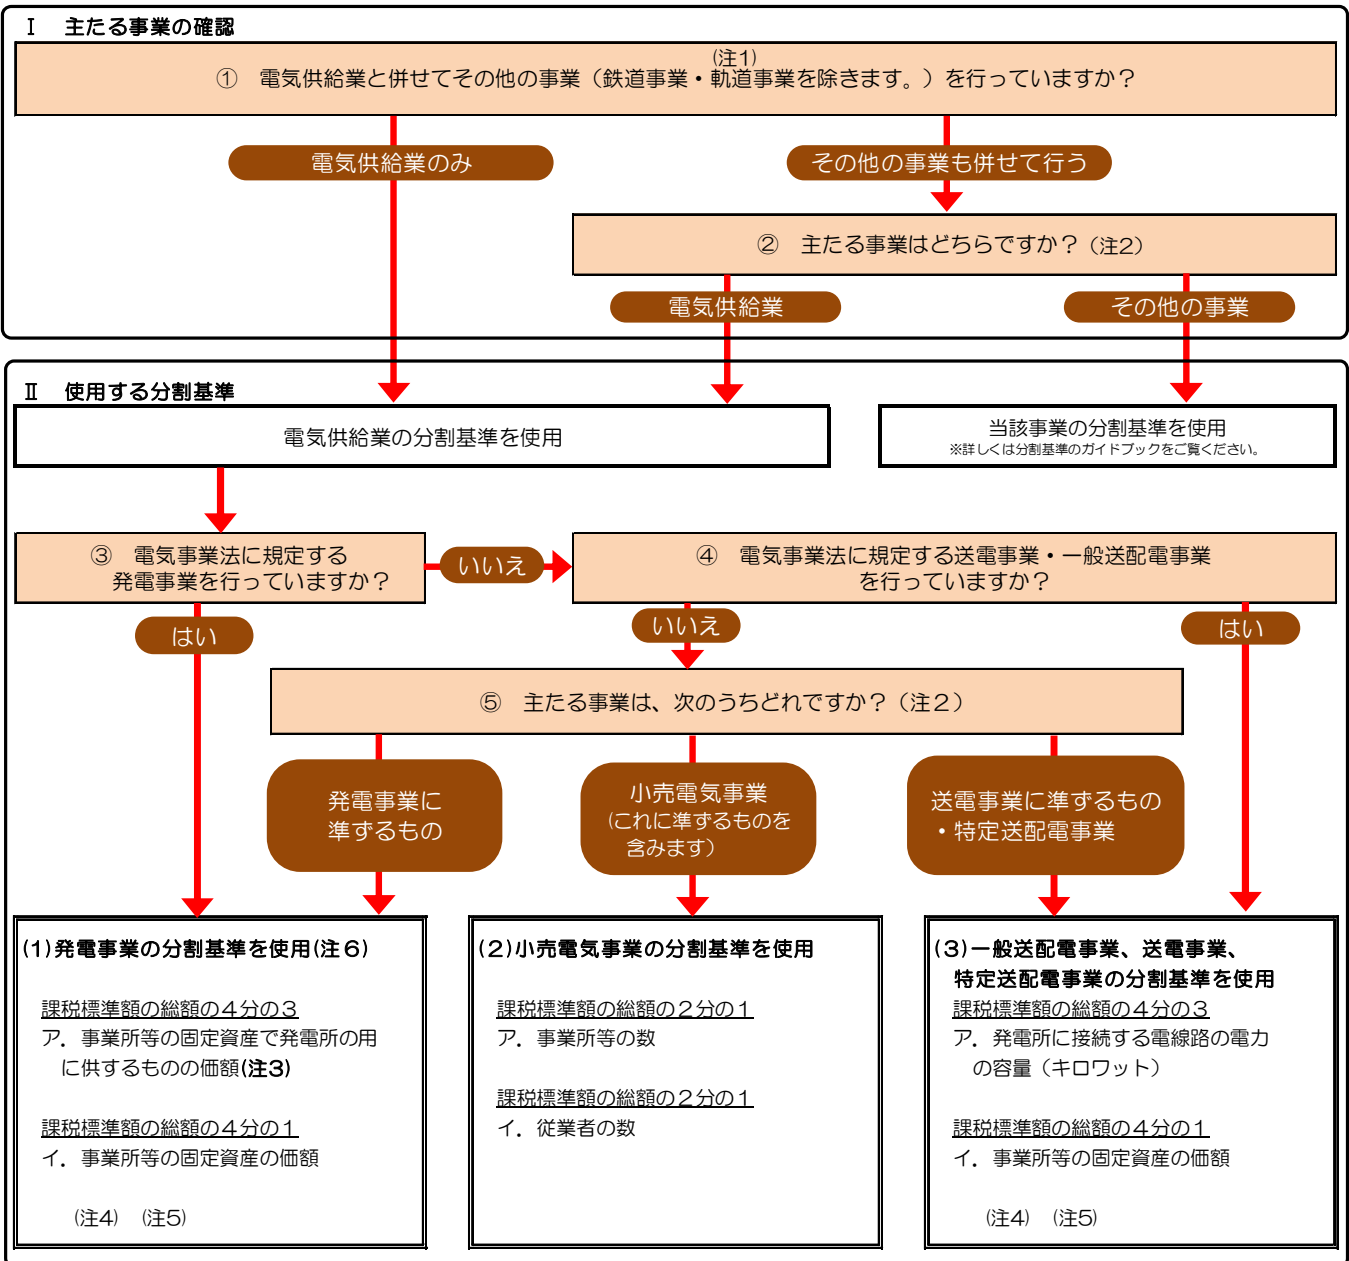 Ⅰ　主たる事業の確認
(注1)
①　電気供給業と併せてその他の事業（鉄道事業・軌道事業を除きます。）を行っていますか？
電気供給業のみ
その他の事業も併せて行う
②　主たる事業はどちらですか？（注2）
電気供給業
その他の事業
Ⅱ　使用する分割基準
電気供給業の分割基準を使用
当該事業の分割基準を使用
※詳しくは分割基準のガイドブックをご覧ください。
③　電気事業法に規定する
発電事業を行っていますか？
いいえ
④　電気事業法に規定する送電事業・一般送配電事業
を行っていますか？
はい
いいえ
はい
⑤　主たる事業は、次のうちどれですか？（注２）
発電事業に
準ずるもの
小売電気事業
(これに準ずるものを
含みます）
送電事業に準ずるもの
・特定送配電事業
(1)発電事業の分割基準を使用(注６)
課税標準額の総額の４分の３
ア．事業所等の固定資産で発電所の用
に供するものの価額(注3)
課税標準額の総額の４分の１
イ．事業所等の固定資産の価額
(注4)　(注5)
(2)小売電気事業の分割基準を使用
課税標準額の総額の２分の１
ア．事業所等の数
課税標準額の総額の２分の１
イ．従業者の数
(3)一般送配電事業、送電事業、
特定送配電事業の分割基準を使用
課税標準額の総額の４分の３
ア．発電所に接続する電線路の電力
の容量（キロワット）
課税標準額の総額の４分の１
イ．事業所等の固定資産の価額
(注4)　(注5)